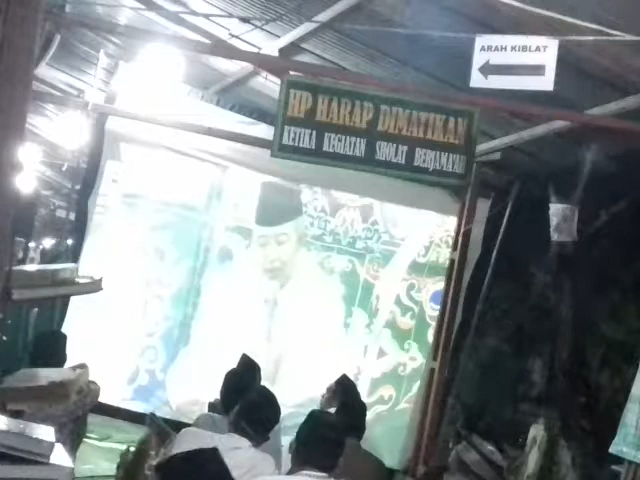 ARAH KIBLAT
HP HARAP DIMATIKAN
KETIKA KEGIATAN SHOLAT BERJAMA'AH